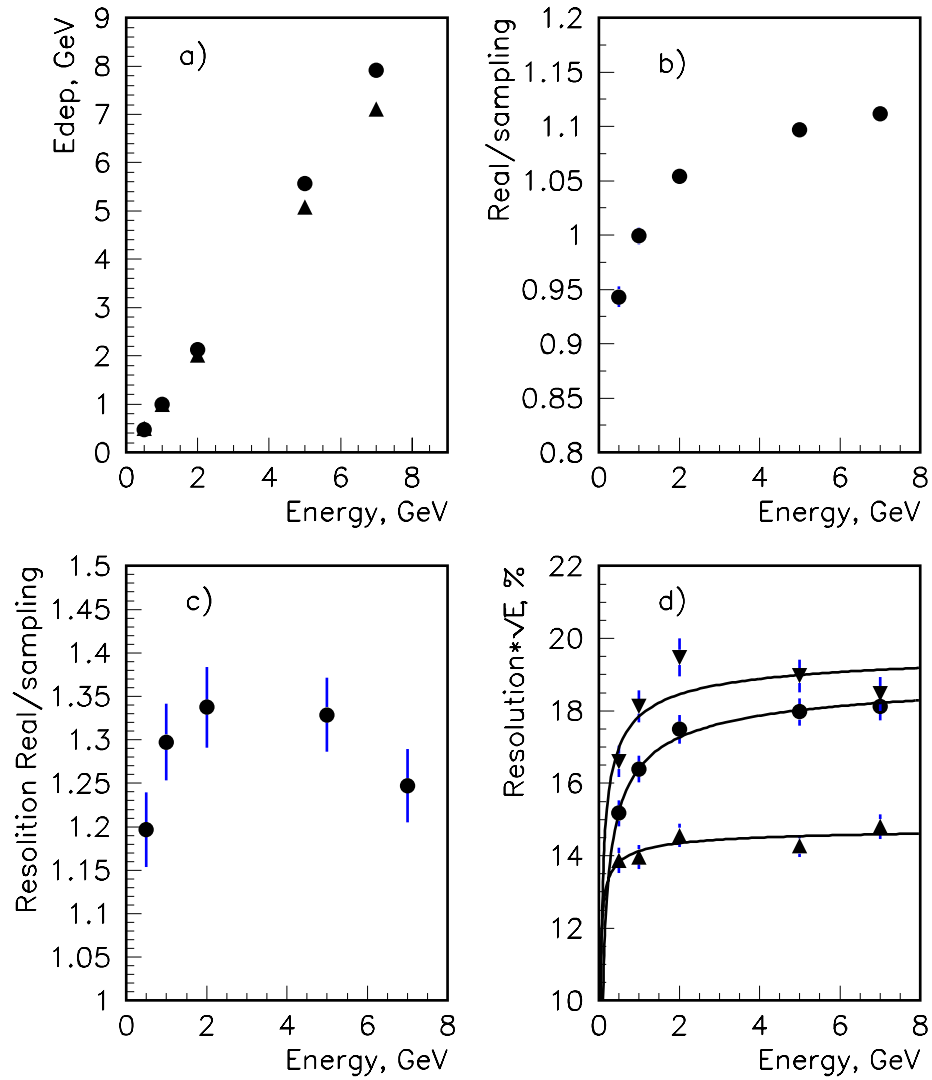 a)
Edep, GeV
9
8
7
6
5
4
3
2
1
0
0 2 4 6 8
Energy, GeV
b)
Real/sampling
1.2
1.15
1.1
1.05
1
0.95
0.9
0.85
0.8
0 2 4 6 8
Energy, GeV
c)
Resolition Real/sampling
1.5
1.45
1.4
1.35
1.3
1.25
1.2
1.15
1.1
1.05
1
0 2 4 6 8
Energy, GeV
d)
Resolution*√E, %
22
20
18
16
14
12
10
0 2 4 6 8
Energy, GeV